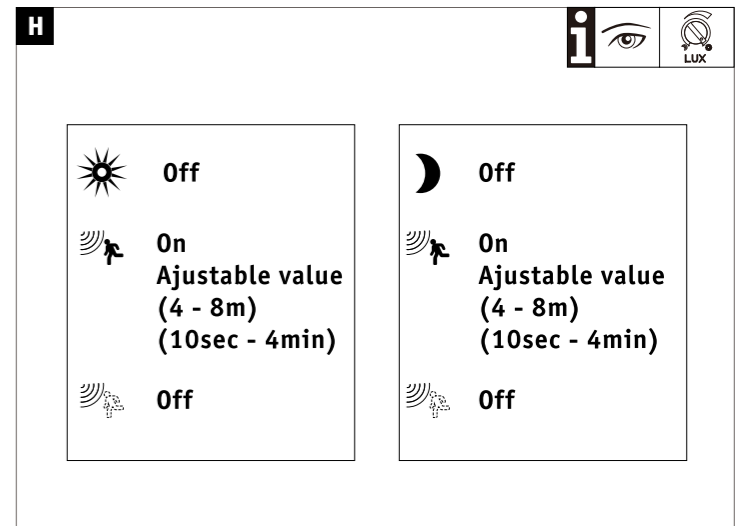 H
i
LUX
Off
On
Ajustable value
(4 - 8m)
(10sec - 4min)
Off
Off
On
Ajustable value
(4 - 8m)
(10sec - 4min)
Off